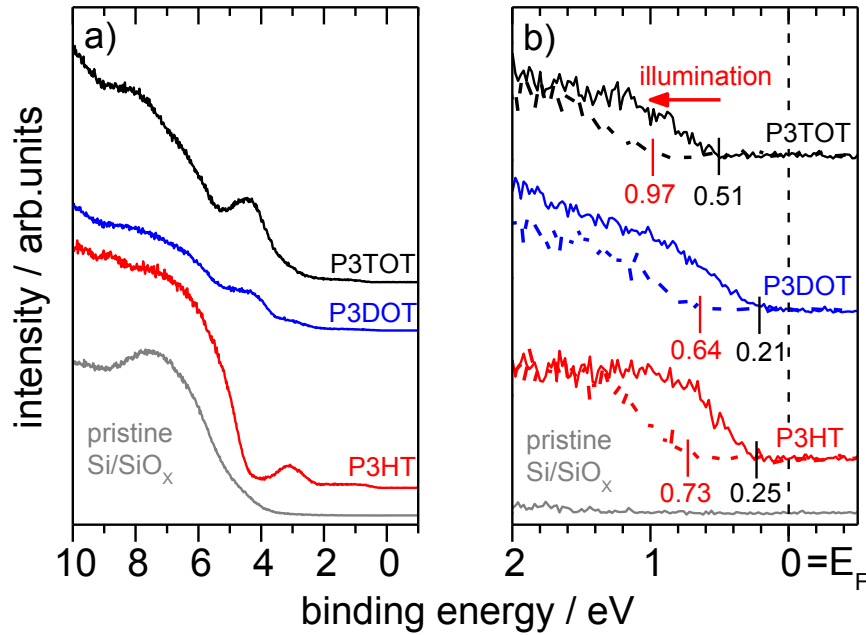 a)
P3TOT
P3DOT
pristine
Si/SiOX
P3HT
10 8 6 4 2 0
b)
illumination
P3TOT
0.97 0.51
P3DOT
0.64 0.21
pristine
Si/SiOX
P3HT
0.73 0.25
2 1 0 =EF
intensity / arb.units
binding energy / eV